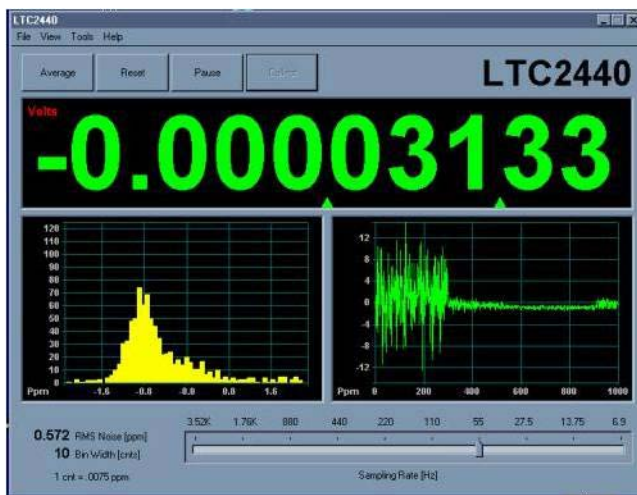 LTC2440
File View Tools Help
Average Reset Pause
LTC2440
Volts
-0.00003133
120
110
100
90
80
70
60
50
40
30
20
10
0
Ppm -1.6 -0.8 -0.0 0.8 1.6
12
8
4
0
-4
-8
-12
Ppm 0 200 400 600 800 1000
3.52K 1.76K 880 440 220 110 55 27.5 13.75 6.9
0.572 RMS Noise [ppm]
10 Bin Width [cnts]
1 cnt = .0075 ppm
Sampling Rate [Hz]